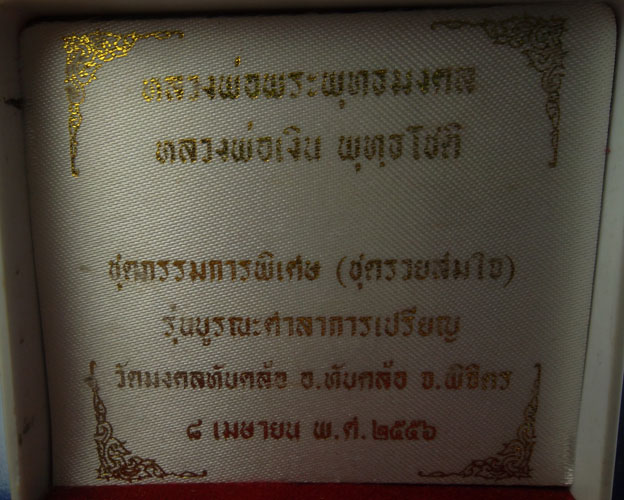 หลวงพ่อพระพุทธมงคล
หลวงพ่อเงิน พุทฺธโชติ
ชุดกรรมการพิเศษ (ชุดรวยสมใจ)
รุ่นบูรณะศาลาการเปรียญ
วัดมงคลทับคล้อ อ.ทับคล้อ จ.พิจิตร
๘ เมษายน พ.ศ.๒๕๕๖